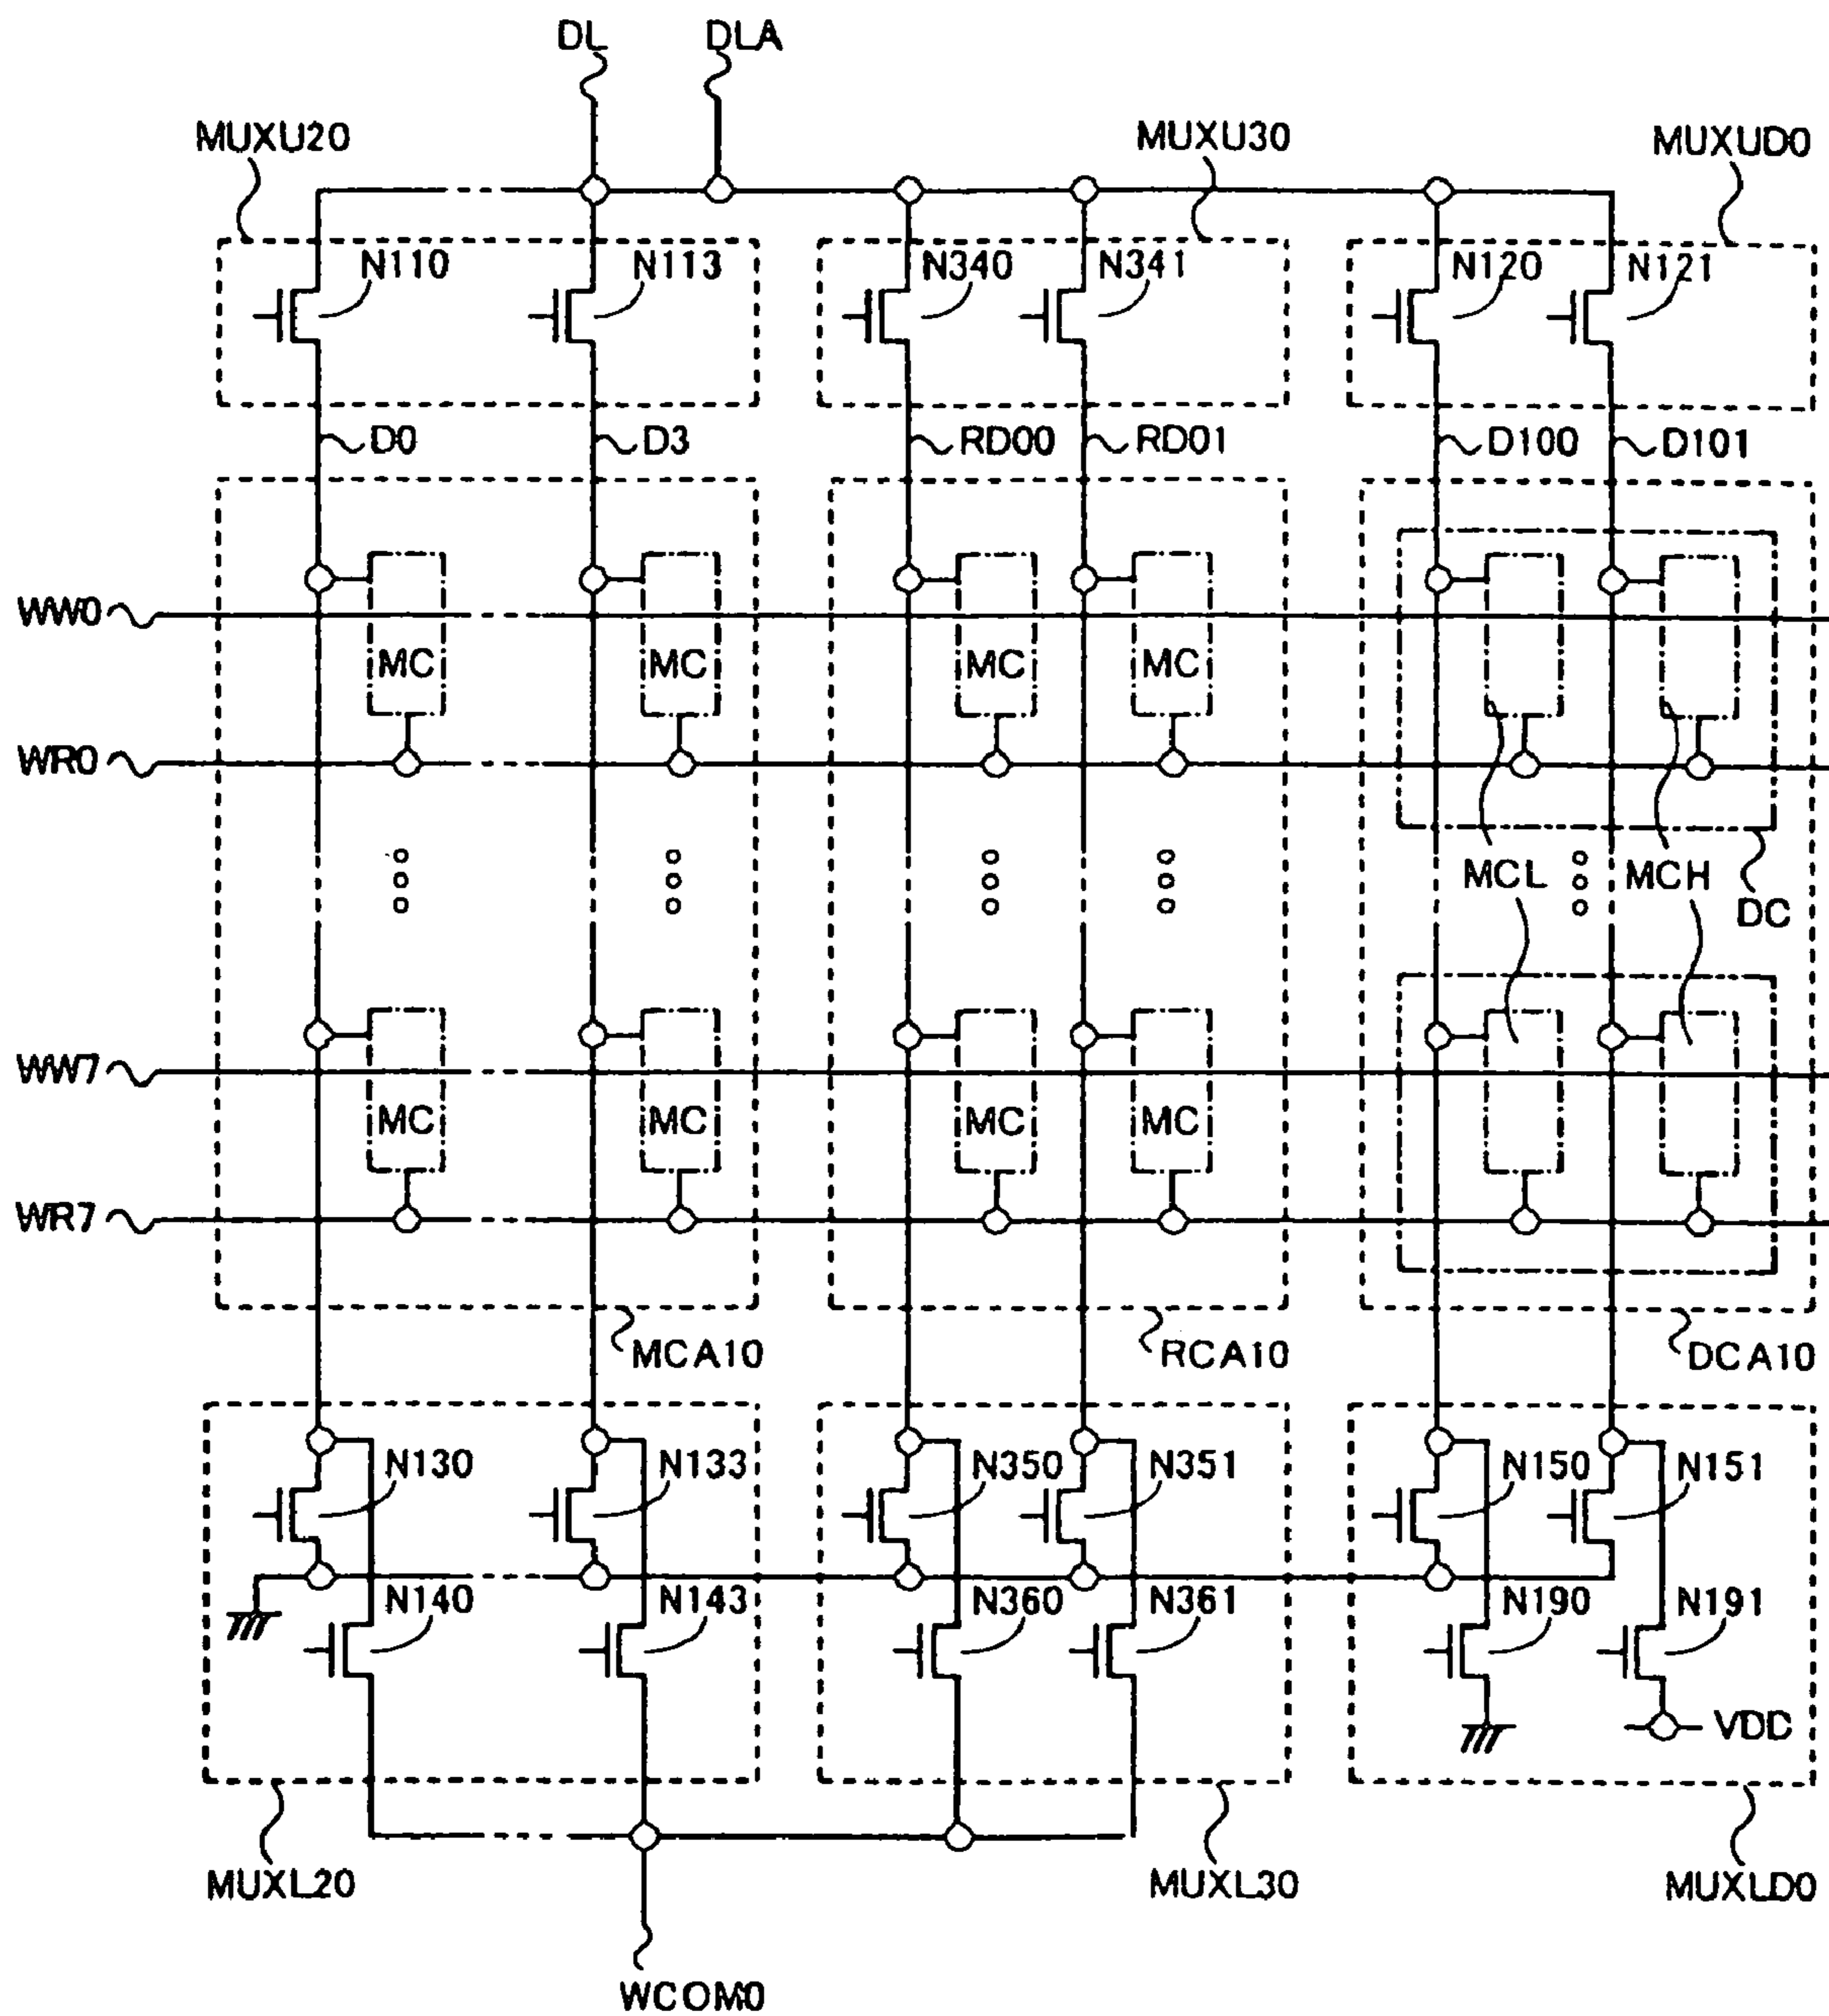 DL DLA
MUXU20 MUXU30 MUXUD0
N110 N113 N340 N341 N120 N121
D0 D3 RD00 RD01 D100 D101
WW0
MC MC MC MC
WR0
MCL MCH
DC
WW7
MC MC MC MC
WR7
MCA10 RCA10 DCA10
N130 N133 N350 N351 N150 N151
N140 N143 N360 N361 N190 N191
VDD
MUXL20 MUXL30 MUXLD0
WCOM0